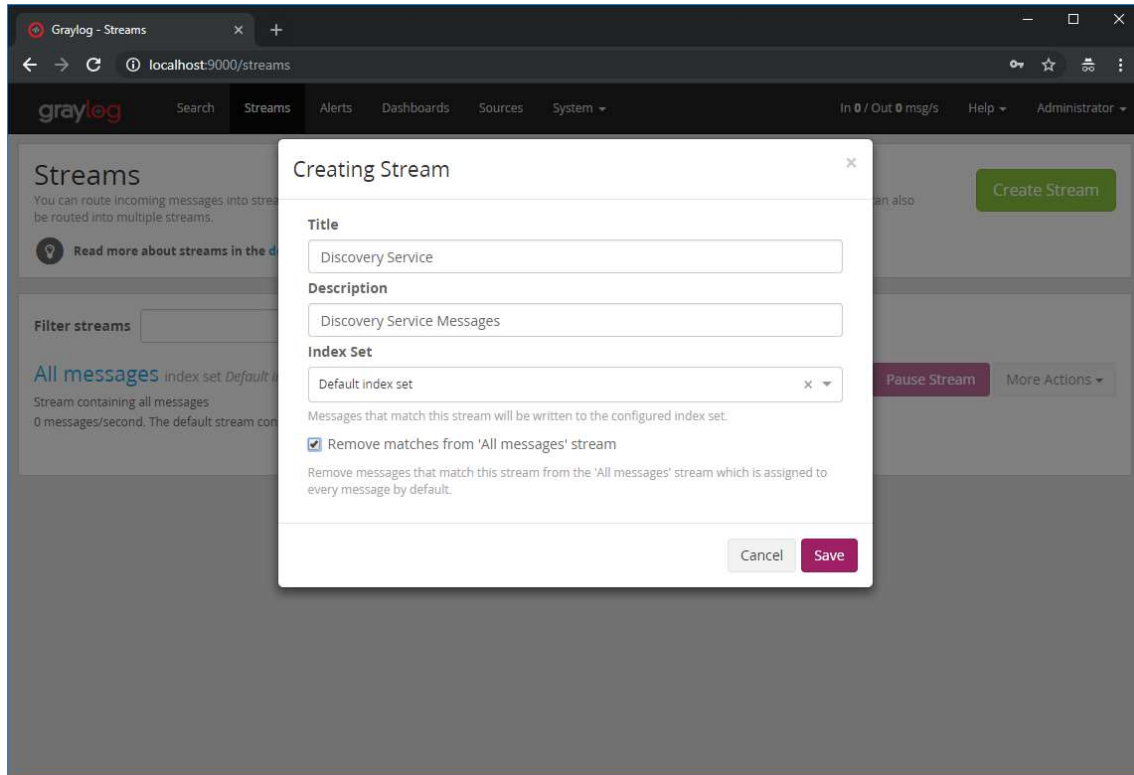 Graylog - Streams
localhost:9000/streams
graylog Search Streams Alerts Dashboards Sources System In 0 / Out 0 msg/s Help Administrator
Streams
You can route incoming messages into strea
an also
be routed into multiple streams.
Create Stream
Read more about streams in the d
Filter streams
All messages index set Default i
Stream containing all messages
0 messages/second. The default stream con
Pause Stream More Actions
Creating Stream
Title
Discovery Service
Description
Discovery Service Messages
Index Set
Default index set
Messages that match this stream will be written to the configured index set.
Remove matches from 'All messages' stream
Remove messages that match this stream from the 'All messages' stream which is assigned to
every message by default.
Cancel Save